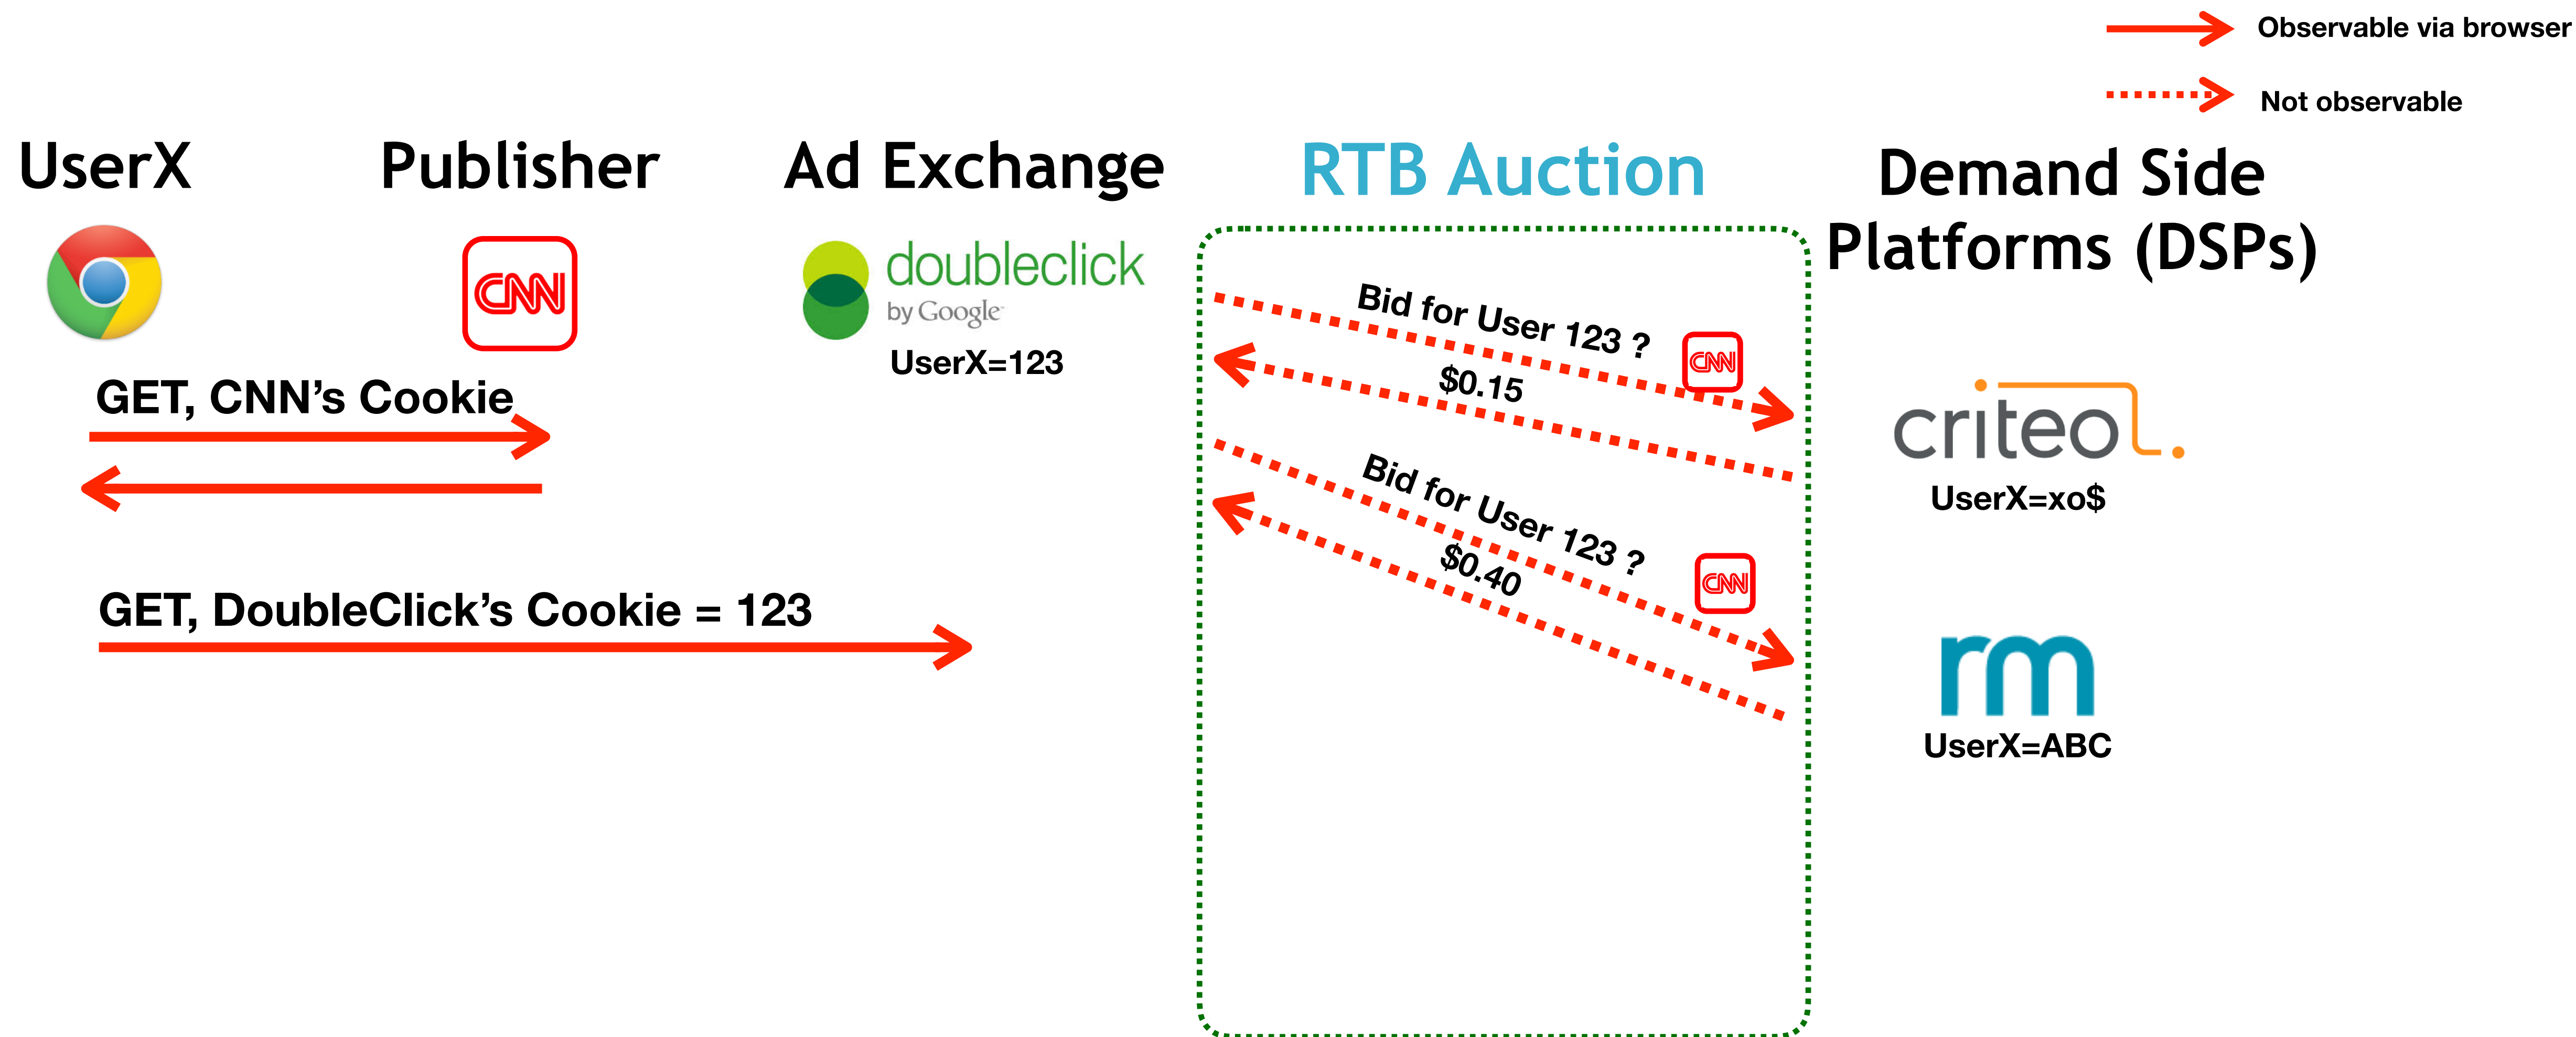 Observable via browser
Not observable
UserX
Publisher
Ad Exchange
RTB Auction
Demand Side
Platforms (DSPs)
CNN
doubleclick
by Google
UserX=123
GET, CNN's Cookie
GET, DoubleClick's Cookie = 123
Bid for User 123 ?
CNN
$0.15
Bid for User 123 ?
CNN
$0.40
criteo
UserX=xo$
rm
UserX=ABC